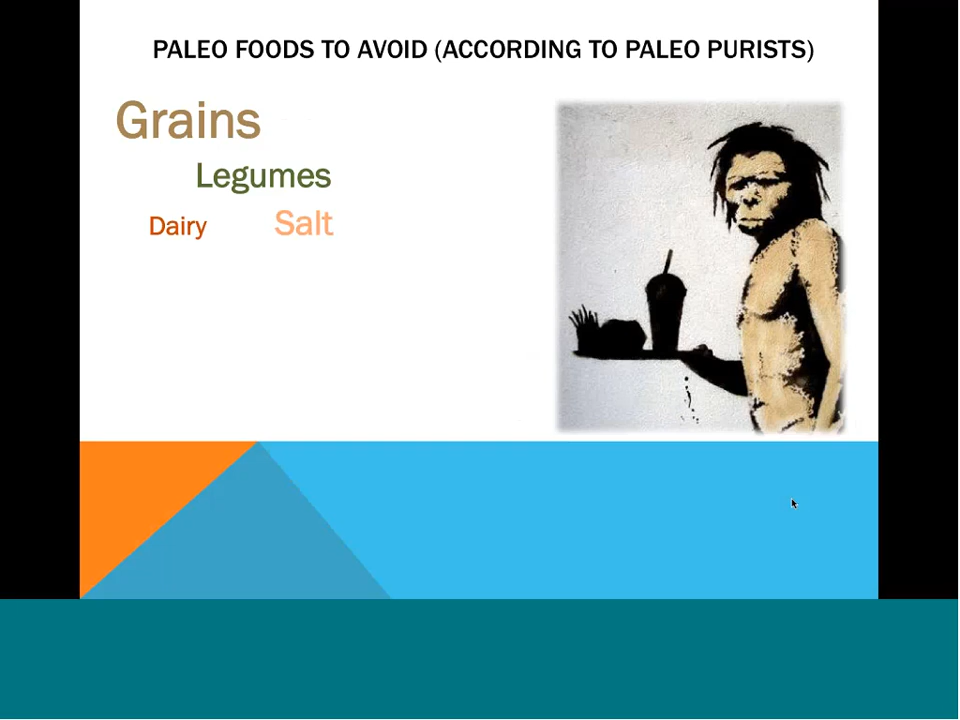 PALEO FOODS TO AVOID (ACCORDING TO PALEO PURISTS)
Grains
Legumes
Dairy Salt